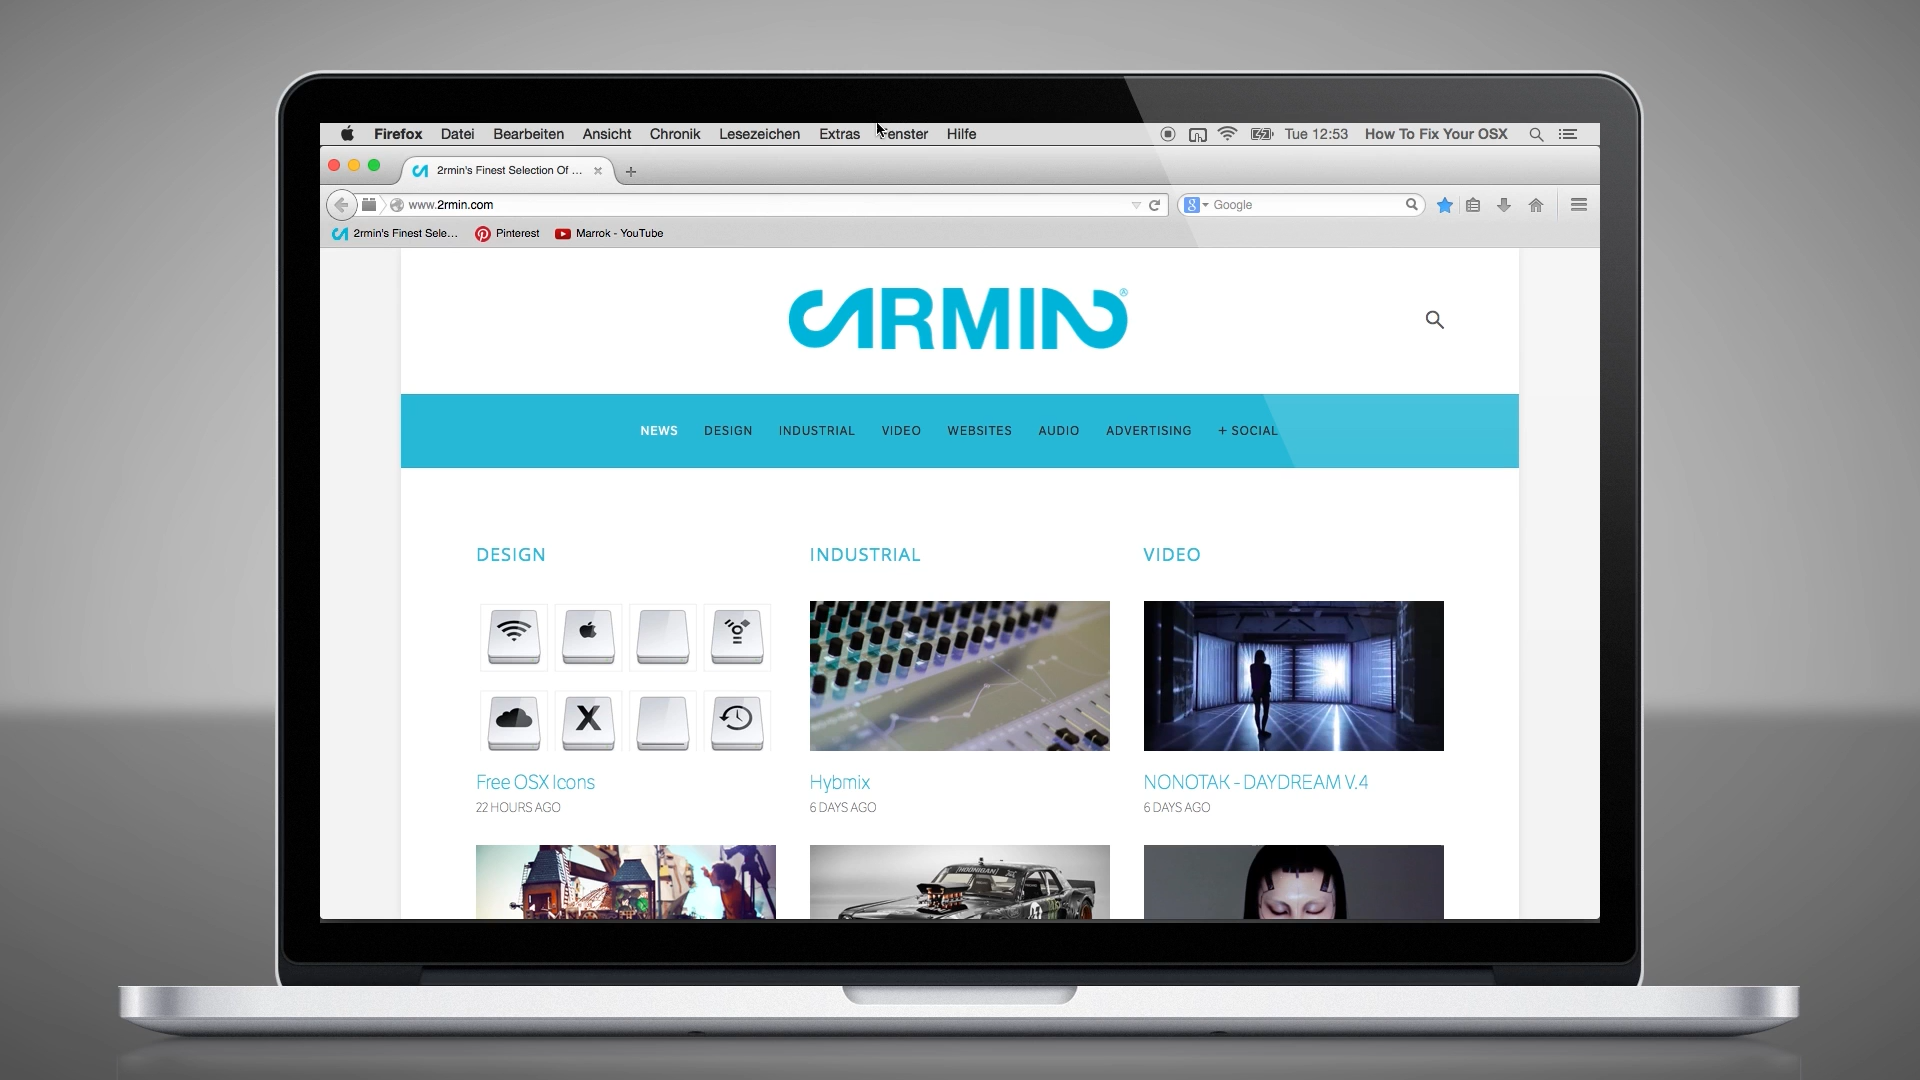 Firefox Datei Bearbeiten Ansicht Chronik Lesezeichen Extras Fenster Hilfe Tue 12:53 How To Fix Your OSX
2rmin's Finest Selection Of ...
www.2rmin.com Google
2rmin's Finest Sele... Pinterest Marrok - YouTube
2RMIN®
NEWS DESIGN INDUSTRIAL VIDEO WEBSITES AUDIO ADVERTISING + SOCIAL
DESIGN INDUSTRIAL VIDEO
X
Free OSX Icons Hybmix NONOTAK - DAYDREAM V.4
22 HOURS AGO 6 DAYS AGO 6 DAYS AGO
HOONIGAN